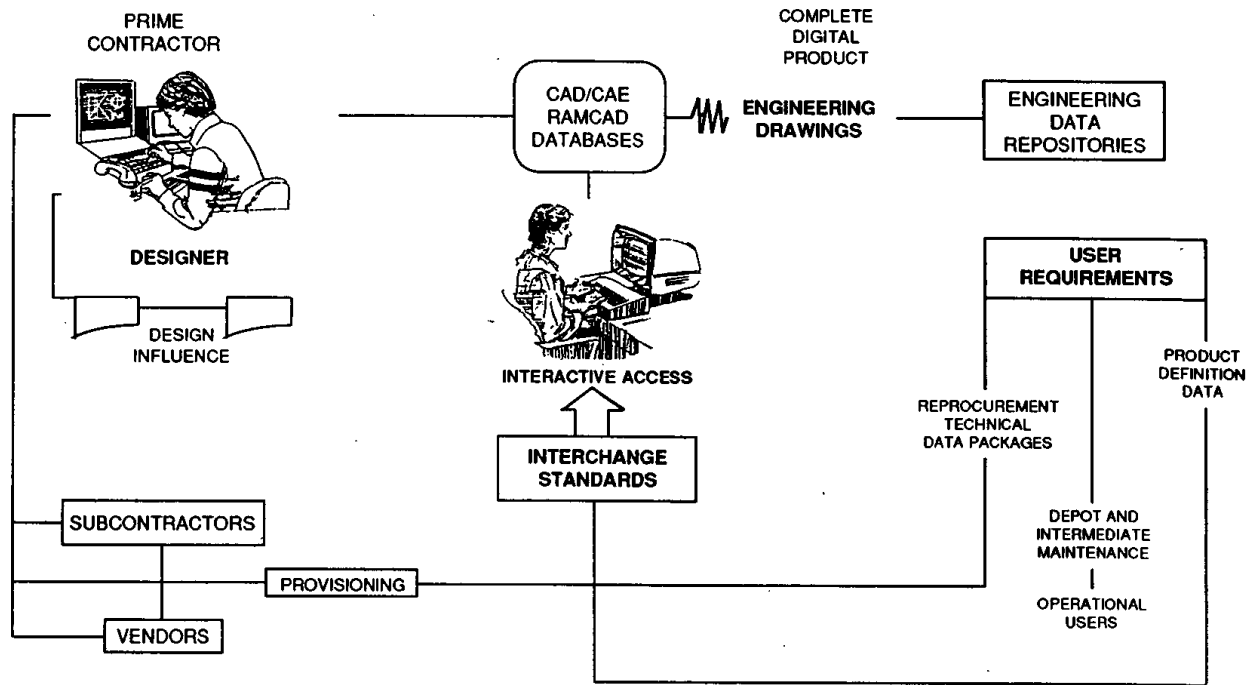 PRIME
CONTRACTOR
COMPLETE
DIGITAL
PRODUCT
CAD/CAE
RAMCAD
DATABASES
ENGINEERING
DRAWINGS
ENGINEERING
DATA
REPOSITORIES
DESIGNER
DESIGN
INFLUENCE
INTERACTIVE ACCESS
USER
REQUIREMENTS
PRODUCT
DEFINITION
DATA
REPROCUREMENT
TECHNICAL
DATA PACKAGES
INTERCHANGE
STANDARDS
SUBCONTRACTORS
DEPOT AND
INTERMEDIATE
MAINTENANCE
PROVISIONING
OPERATIONAL
USERS
VENDORS